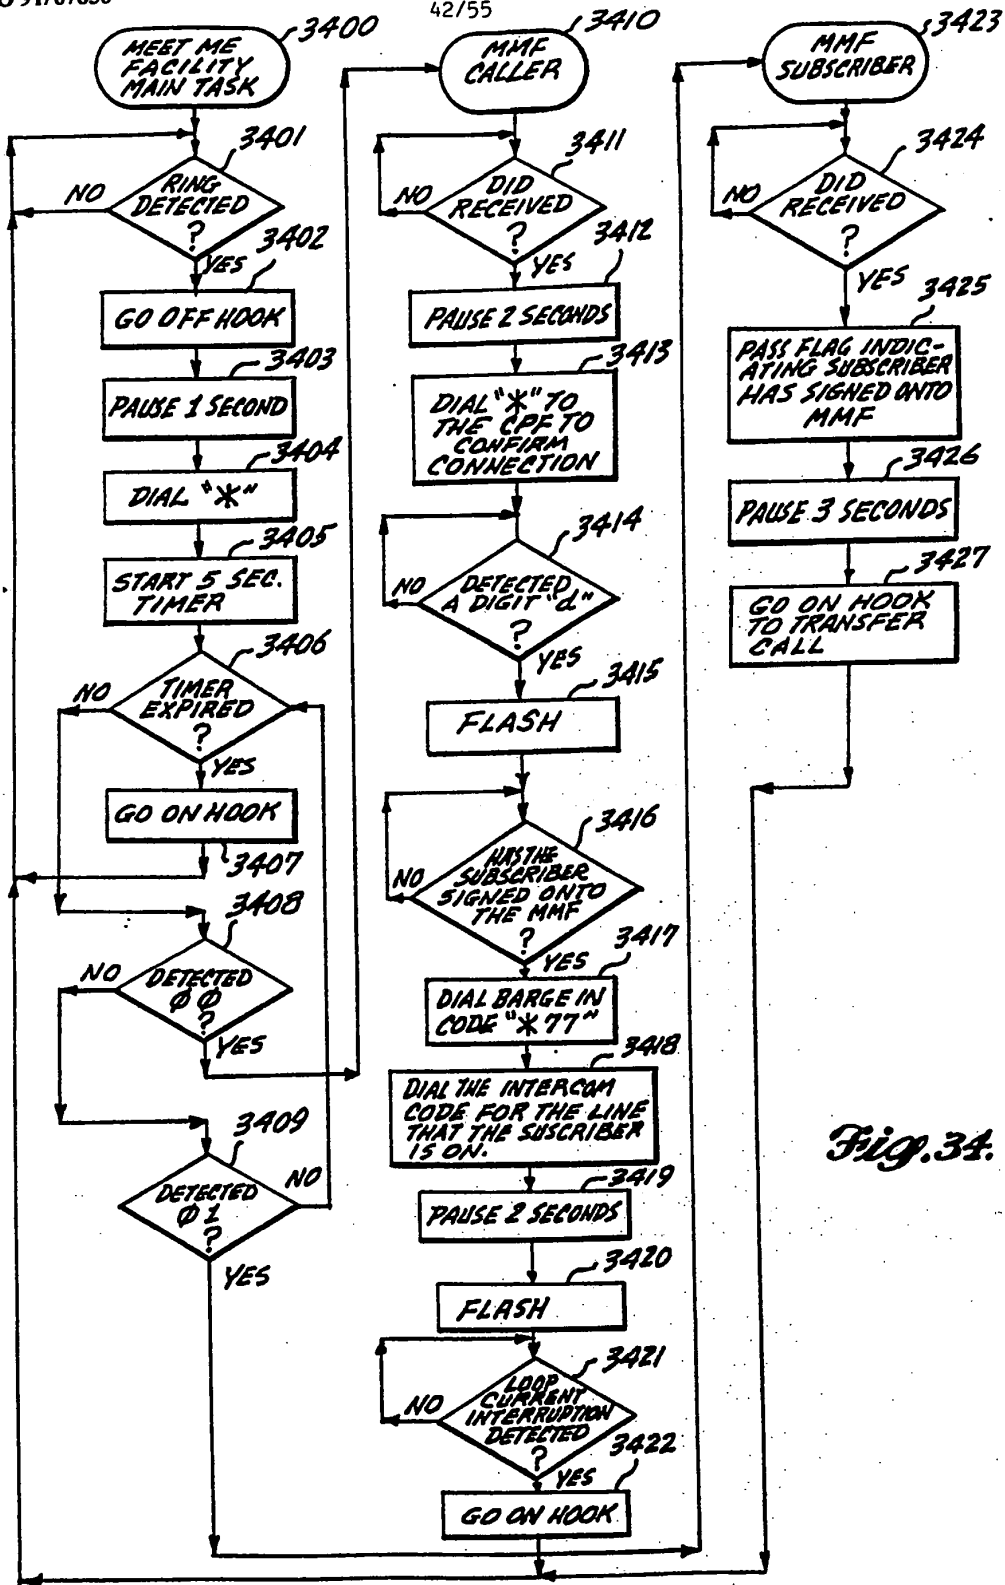 42/55
3400
MEET ME
FACILITY
MAIN TASK
3401
RING
DETECTED
?
NO
YES
3402
GO OFF HOOK
3403
PAUSE 1 SECOND
3404
DIAL "*"
3405
START 5 SEC.
TIMER
3406
TIMER
EXPIRED
?
NO
YES
GO ON HOOK
3407
3408
DETECTED
ØØ
?
NO
YES
3409
DETECTED
Ø1
?
NO
YES
3410
MMF
CALLER
3411
DID
RECEIVED
?
NO
YES
3412
PAUSE 2 SECONDS
3413
DIAL "*" TO
THE CPF TO
CONFIRM
CONNECTION
3414
DETECTED
A DIGIT "d"
?
NO
YES
3415
FLASH
3416
HAS THE
SUBSCRIBER
SIGNED ONTO
THE MMF
?
NO
YES
3417
DIAL BARGE IN
CODE "*77"
3418
DIAL THE INTERCOM
CODE FOR THE LINE
THAT THE SUSCRIBER
IS ON.
3419
PAUSE 2 SECONDS
3420
FLASH
3421
LOOP
CURRENT
INTERRUPTION
DETECTED
?
NO
YES
3422
GO ON HOOK
3423
MMF
SUBSCRIBER
3424
DID
RECEIVED
?
NO
YES
3425
PASS FLAG INDIC-
ATING SUBSCRIBER
HAS SIGNED ONTO
MMF
3426
PAUSE 3 SECONDS
3427
GO ON HOOK
TO TRANSFER
CALL
Fig. 34.